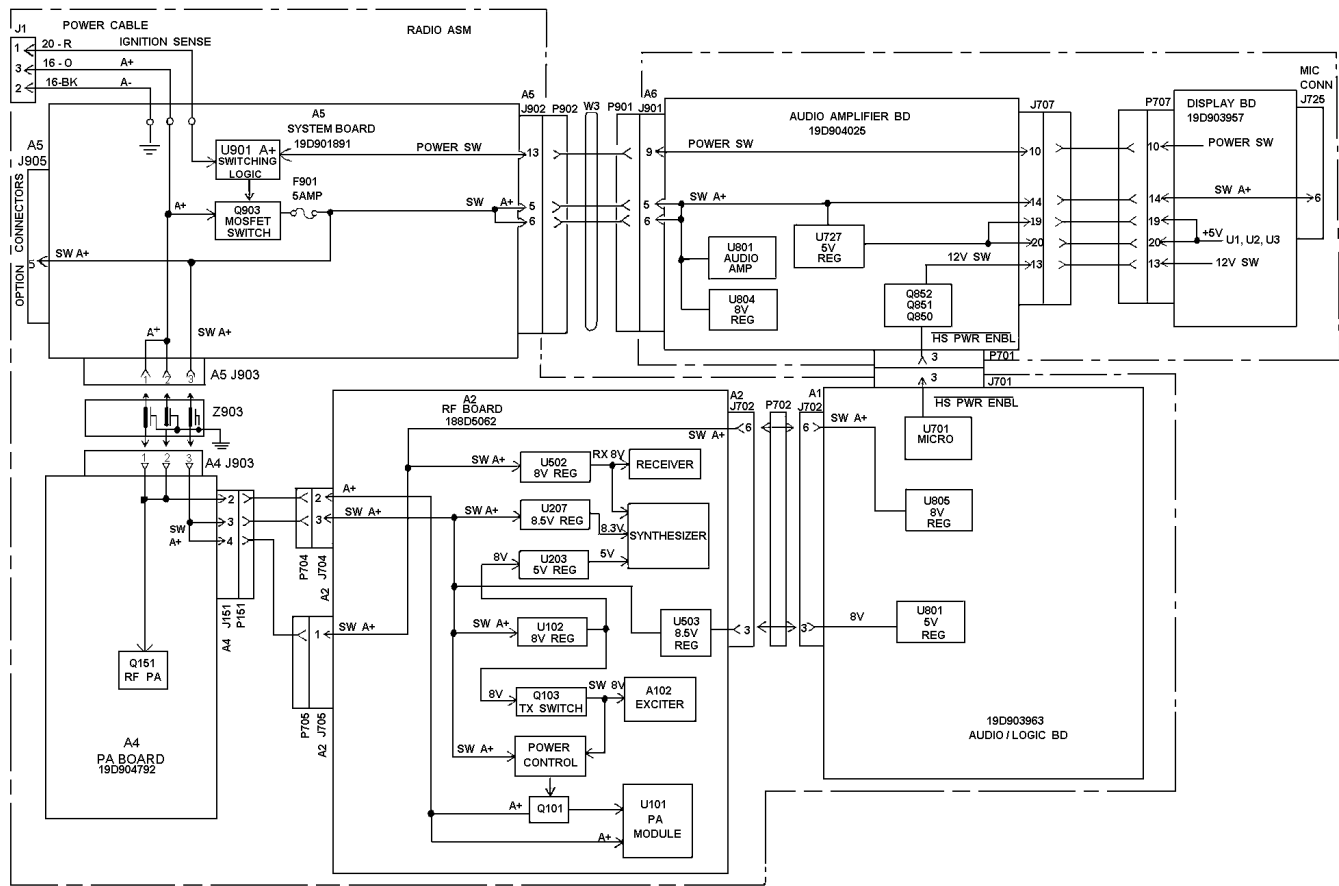 J1
POWER CABLE
RADIO ASM
1
20 - R
IGNITION SENSE
3
16 - O
A+
2
16-BK
A-
A5
J905
OPTION CONNECTORS
5
SW A+
A5
SYSTEM BOARD
19D901891
U901 A+
SWITCHING
LOGIC
POWER SW
13
F901
5AMP
A+
Q903
MOSFET
SWITCH
SW A+
5
6
SW A+
A+
A5
J902
P902
W3
P901
A6
J901
AUDIO AMPLIFIER BD
19D904025
9
POWER SW
10
5
SW A+
14
6
19
20
13
U801
AUDIO
AMP
U727
5V
REG
U804
8V
REG
12V SW
Q852
Q851
Q850
HS PWR ENBL
J707
P707
DISPLAY BD
19D903957
MIC
CONN
J725
10
POWER SW
14
SW A+
6
19
+5V
20
U1, U2, U3
13
12V SW
3
P701
3
J701
1 2 3
A5 J903
Z903
1 2 3
A4 J903
2
3
4
SW
A+
J151
P151
A4
Q151
RF PA
A4
PA BOARD
19D904792
P704
J704
A2
2
A+
3
SW A+
1
SW A+
P705
J705
A2
A2
RF BOARD
188D5062
SW A+
U502
8V REG
RX 8V
RECEIVER
SW A+
U207
8.5V REG
8.3V
SYNTHESIZER
8V
U203
5V REG
5V
SW A+
U102
8V REG
U503
8.5V
REG
8V
Q103
TX SWITCH
SW 8V
A102
EXCITER
SW A+
POWER
CONTROL
A+
Q101
U101
PA
MODULE
A+
A2
J702
SW A+
6
3
P702
A1
J702
6
SW A+
3
HS PWR ENBL
U701
MICRO
U805
8V
REG
8V
U801
5V
REG
19D903963
AUDIO / LOGIC BD